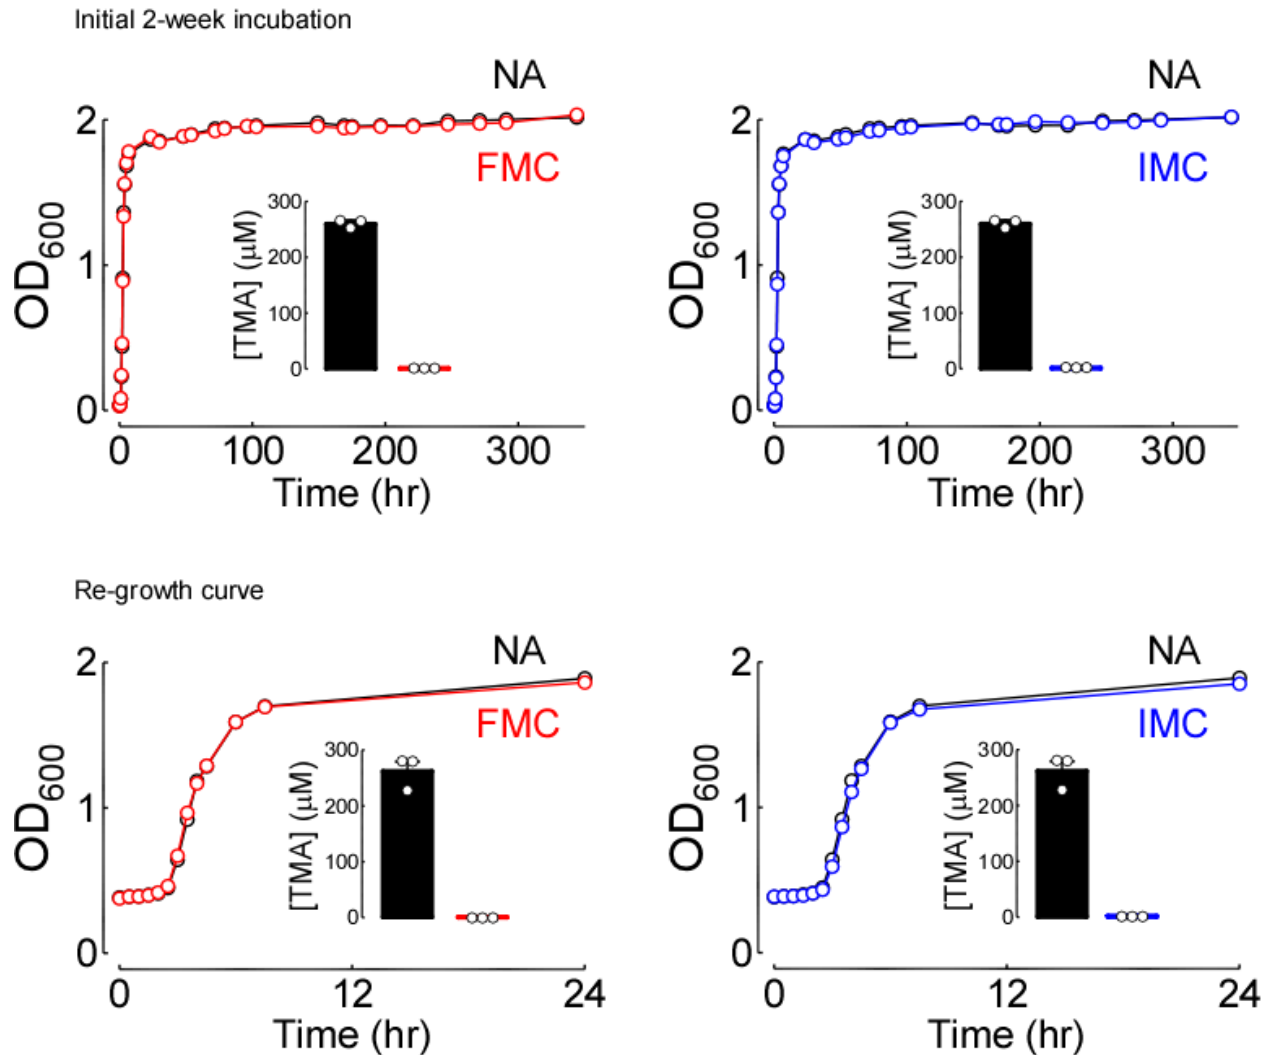 Initial 2-week incubation
NA
FMC
OD600
2
1
0
[TMA] (μM)
300
200
100
0
0 100 200 300
Time (hr)
NA
IMC
OD600
2
1
0
[TMA] (μM)
300
200
100
0
0 100 200 300
Time (hr)
Re-growth curve
NA
FMC
OD600
2
1
0
[TMA] (μM)
300
200
100
0
0 12 24
Time (hr)
NA
IMC
OD600
2
1
0
[TMA] (μM)
300
200
100
0
0 12 24
Time (hr)